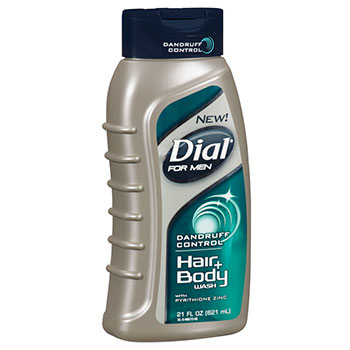 DANDRUFF
CONTROL
NEW!
Dial
FOR MEN
DANDRUFF
CONTROL
Hair+
Body
WASH
WITH
PYRITHIONE ZINC
21 FL OZ (621 mL)